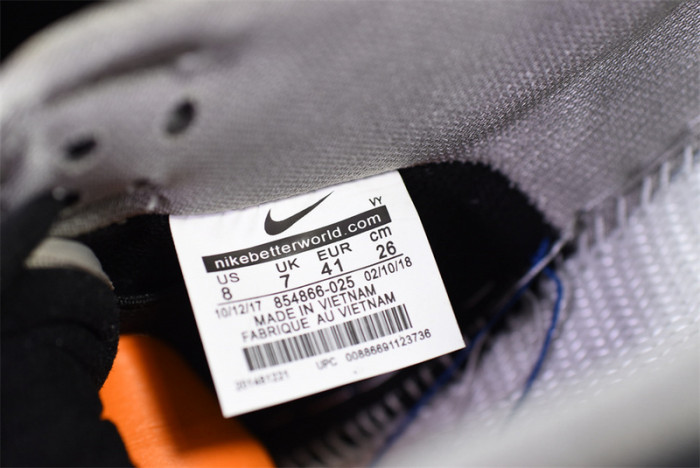 VY
nikebetterworld.com
US UK EUR cm
8 7 41 26
10/12/17 854866-025 02/10/18
MADE IN VIETNAM
FABRIQUE AU VIETNAM
UPC 00886691123736